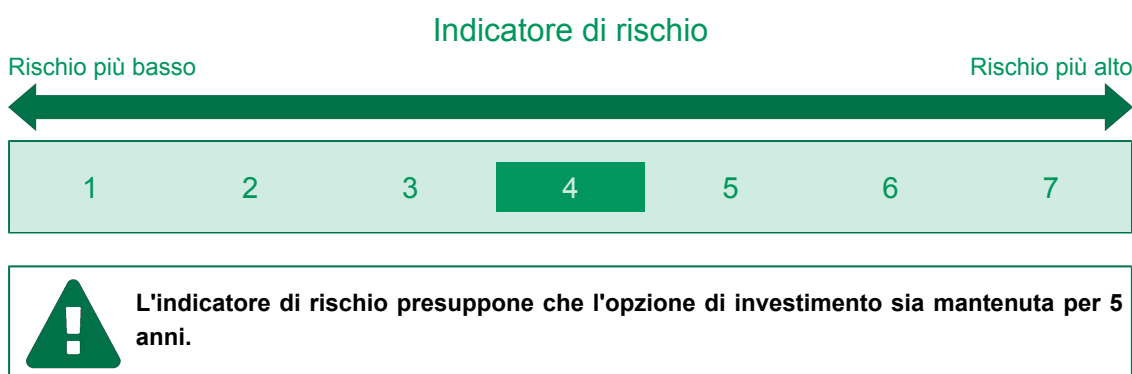 Indicatore di rischio
Rischio più basso Rischio più alto
1 2 3 4 5 6 7
L'indicatore di rischio presuppone che l'opzione di investimento sia mantenuta per 5
anni.